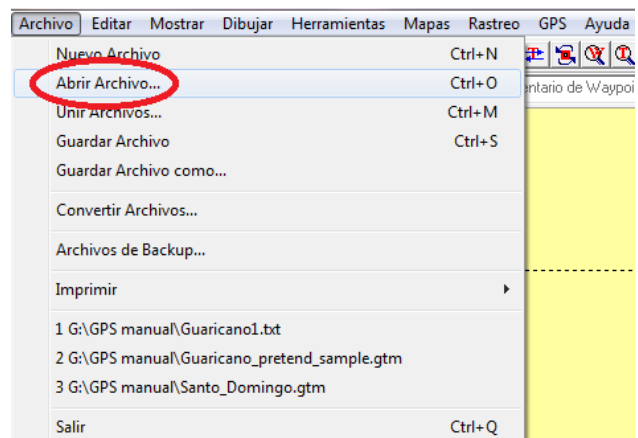 Archivo Editar Mostrar Dibujar Herramientas Mapas Rastreo GPS Ayuda
Nuevo Archivo Ctrl+N
Abrir Archivo... Ctrl+O
entario de Waypoi
Unir Archivos... Ctrl+M
Guardar Archivo Ctrl+S
Guardar Archivo como...
Convertir Archivos...
Archivos de Backup...
Imprimir
1 G:\GPS manual\Guaricano1.txt
2 G:\GPS manual\Guaricano_pretend_sample.gtm
3 G:\GPS manual\Santo_Domingo.gtm
Salir Ctrl+Q